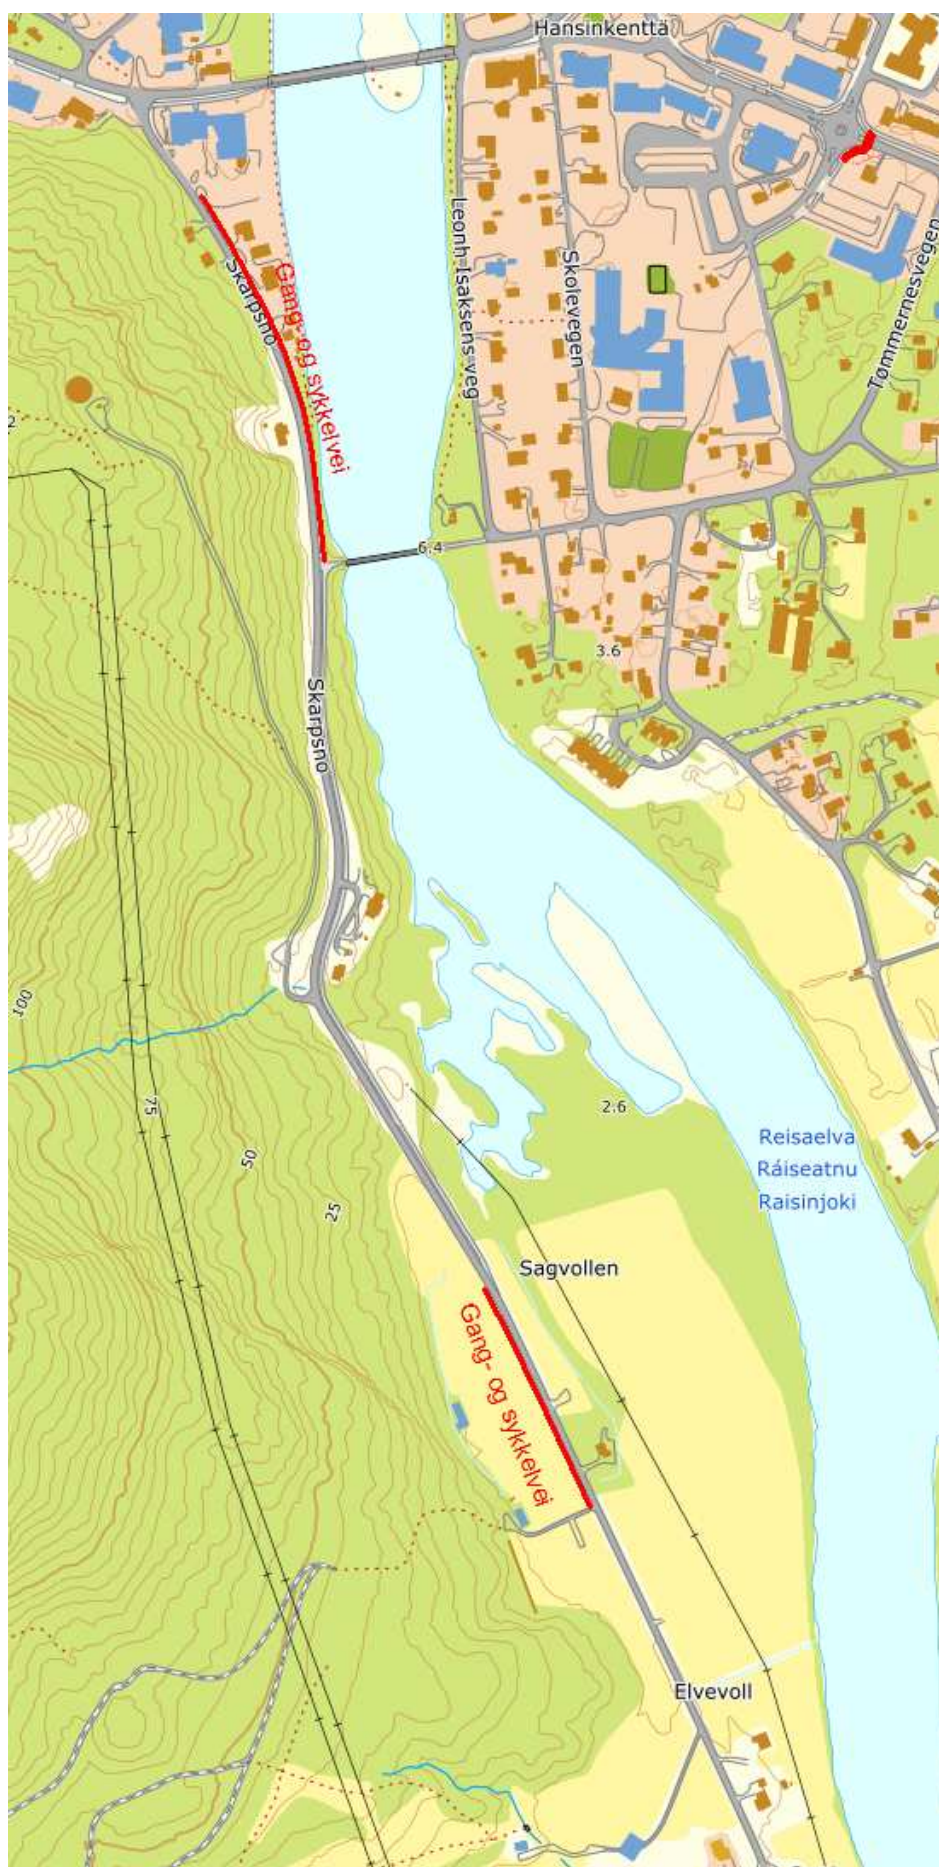 Hansinkenttä
Leonh Isaksens veg
Skolevegen
Tømmernesvegen
Skarpsno
Gang- og sykkelvei
2
6.4
3.6
Skarpsno
100
75
50
25
2.6
Reisaelva
Ráiseatnu
Raisinjoki
Sagvollen
Gang- og sykkelvei
Elvevoll